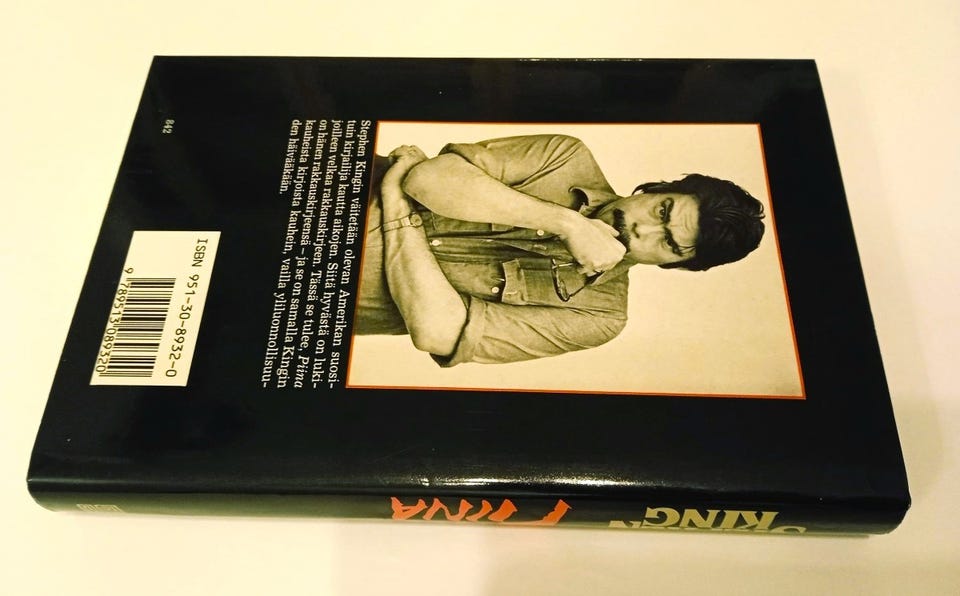 Stephen Kingin väitetään olevan Amerikan suosi-
tuin kirjailija kautta aikojen. Siitä hyvästä on luki-
joilleen velkaa rakkauskirjeen. Tässä se tulee, Piina
on hänen rakkauskirjeensä – ja se on samalla Kingin
kauheista kirjoista kauhein, vailla yliluonnollisuu-
den häivääkään.
842
ISBN 951-30-8932-0
9 789513 089320
KING
PIINA